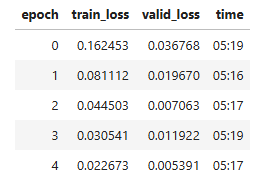 epoch train_loss valid_loss time
0 0.162453 0.036768 05:19
1 0.081112 0.019670 05:16
2 0.044503 0.007063 05:17
3 0.030541 0.011922 05:19
4 0.022673 0.005391 05:17